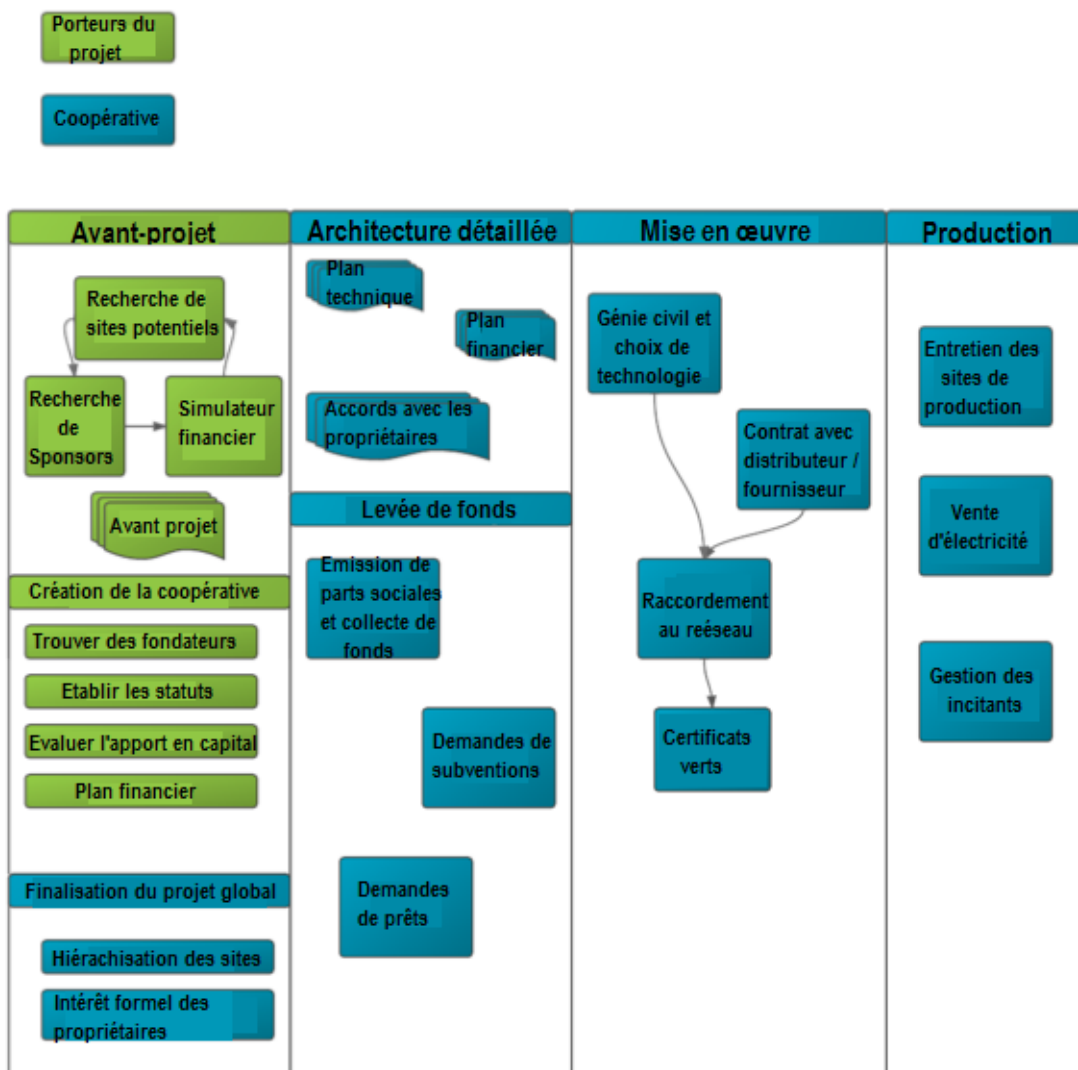 Porteurs du
projet
Coopérative
Avant-projet
Recherche de
sites potentiels
Recherche
de
Sponsors
Simulateur
financier
Avant projet
Création de la coopérative
Trouver des fondateurs
Etablir les statuts
Evaluer l'apport en capital
Plan financier
Finalisation du projet global
Hiérachisation des sites
Intérêt formel des
propriétaires
Architecture détaillée
Plan
technique
Plan
financier
Accords avec les
propriétaires
Levée de fonds
Emission de
parts sociales
et collecte de
fonds
Demandes de
subventions
Demandes
de prêts
Mise en œuvre
Génie civil et
choix de
technologie
Contrat avec
distributeur /
fournisseur
Raccordement
au reéseau
Certificats
verts
Production
Entretien des
sites de
production
Vente
d'électricité
Gestion des
incitants